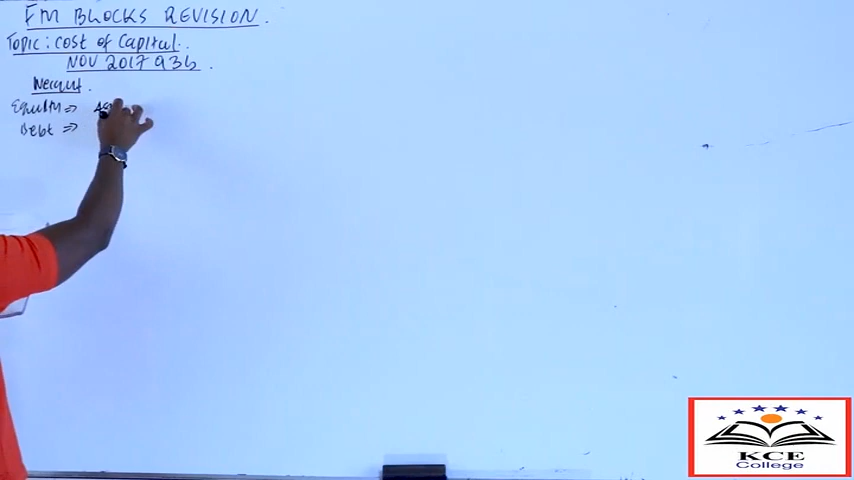 FM BLOCKS REVISION.
Topic: Cost of Capital.
NOV 2017 Q3b.
Weight.
Equity =>
Debt =>
KCE
College